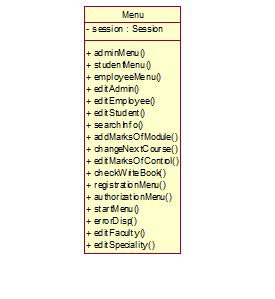 Menu
- session : Session
+ adminMenu()
+ studentMenu()
+ employeeMenu()
+ editAdmin()
+ editEmployee()
+ editStudent()
+ searchInfo()
+ addMarksOfModule()
+ changeNextCourse()
+ editMarksOfControl()
+ checkWriteBook()
+ registrationMenu()
+ authorizationMenu()
+ startMenu()
+ errorDisp()
+ editFaculty()
+ editSpeciality()